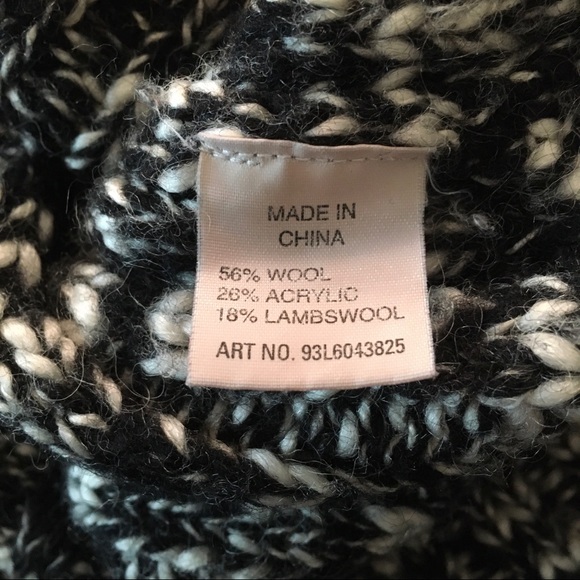 MADE IN
CHINA
56% WOOL
26% ACRYLIC
18% LAMBSWOOL
ART NO. 93L6043825